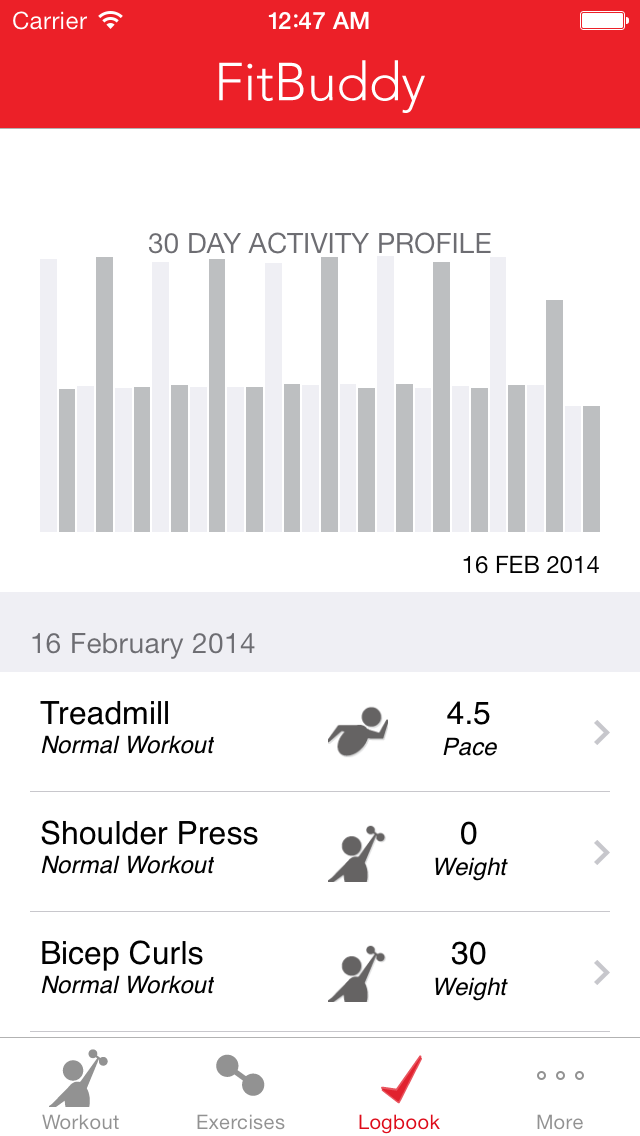 Carrier 12:47 AM
FitBuddy
30 DAY ACTIVITY PROFILE
16 FEB 2014
16 February 2014
Treadmill 4.5
Normal Workout Pace
Shoulder Press 0
Normal Workout Weight
Bicep Curls 30
Normal Workout Weight
Workout Exercises Logbook More